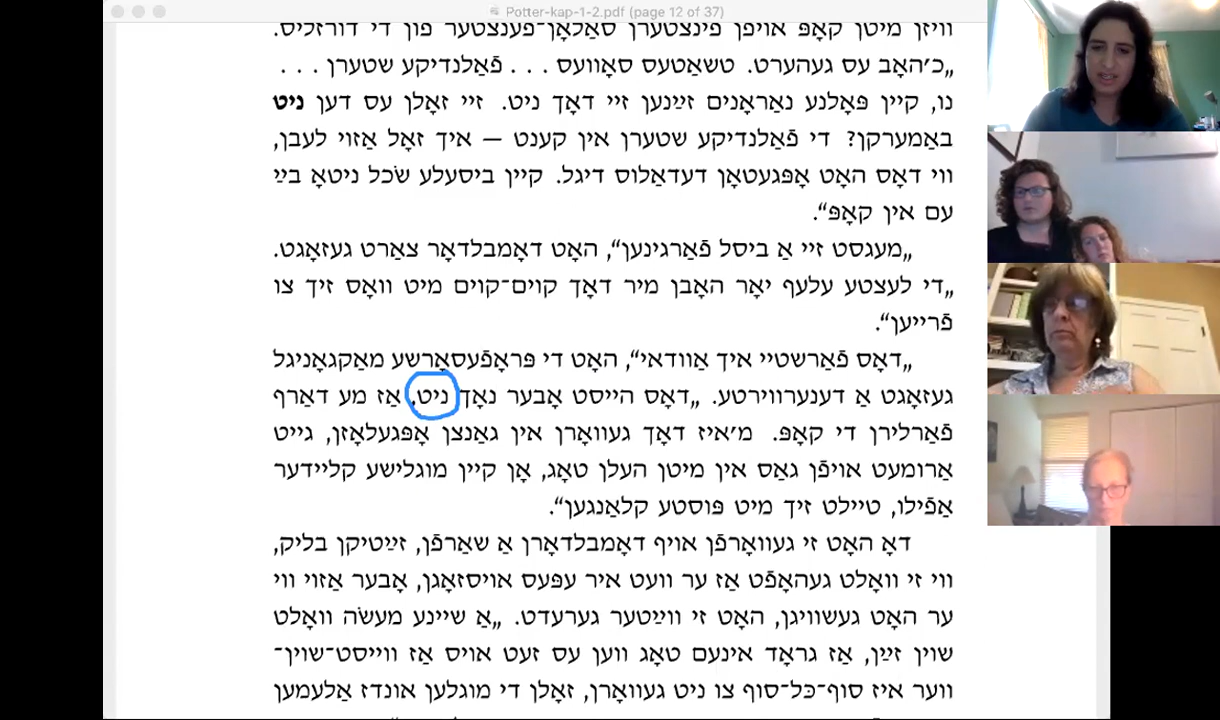 Potter-kap-1-2.pdf (page 12 of 37)
ווײַזן מיטן קאָפּ אויפֿן פֿינצטערן סאַלאָן־פֿענצטער פֿון די דורזליס.
„כ׳האָב עס געהערט. טשאַטעס סאָוועס . . . פֿאַלנדיקע שטערן . . .
נו, קיין פּאָלנע נאַראָנים זײַנען זיי דאָך ניט. זיי זאָלן עס דען ניט
באַמערקן? די פֿאַלנדיקע שטערן אין קענט — איך זאָל אַזוי לעבן,
ווי דאָס האָט אָפּגעטאָן דעדאַלוס דיגל. קיין ביסעלע שׂכל ניטאָ בײַ
עם אין קאָפּ“.
„מעגסט זיי אַ ביסל פֿאַרגינען“, האָט דאַמבלדאָר צאַרט געזאָגט.
„די לעצטע עלעף יאָר האָבן מיר דאָך קוים־קוים מיט וואָס זיך צו
פֿרייען“.
„דאָס פֿאַרשטיי איך אַוודאי“, האָט די פּראָפֿעסאָרשע מאַקגאָניגל
געזאָגט אַ דענערווירטע. „דאָס הייסט אָבער נאָך ניט, אַז מע דאַרף
פֿאַרלירן די קאָפּ. מ׳איז דאָך געוואָרן אין גאַנצן אָפּגעלאָזן, גייט
אַרומעט אויפֿן גאַס אין מיטן העלן טאָג, אָן קיין מוגלישע קליידער
אַפֿילו, טיילט זיך מיט פּוסטע קלאַנגען“.
דאָ האָט זי געוואָרפֿן אויף דאַמבלדאָרן אַ שאַרפֿן, זײַטיקן בליק,
ווי זי וואָלט געהאָפֿט אַז ער וועט איר עפּעס אויסזאָגן, אָבער אַזוי ווי
ער האָט געשוויגן, האָט זי ווײַטער גערעדט. „אַ שיינע מעשׂה וואָלט
שוין זײַן, אַז גראָד אינעם טאָג ווען עס זעט אויס אַז ווייסט־שוין־
ווער איז סוף־כּל־סוף צו ניט געוואָרן, זאָלן די מוגלען אונדז אַלעמען